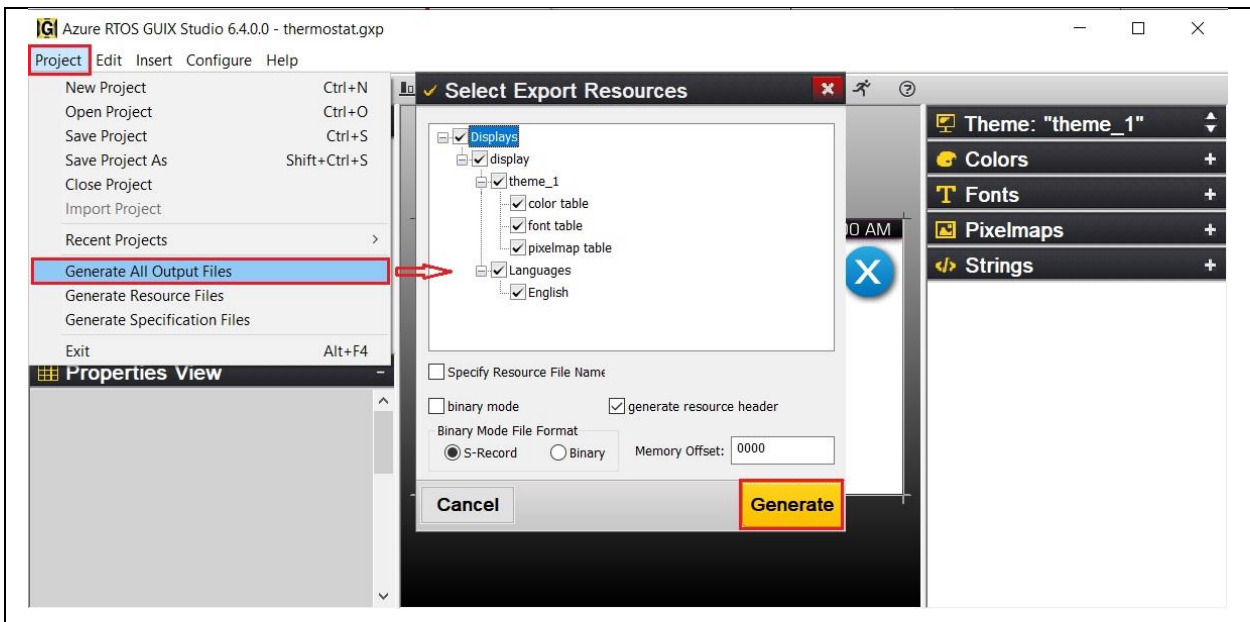 Azure RTOS GUIX Studio 6.4.0.0 - thermostat.gxp
Project Edit Insert Configure Help
New Project Ctrl+N
Open Project Ctrl+O
Save Project Ctrl+S
Save Project As Shift+Ctrl+S
Close Project
Import Project
Recent Projects
Generate All Output Files
Generate Resource Files
Generate Specification Files
Exit Alt+F4
Properties View
Select Export Resources
Displays
display
theme_1
color table
font table
pixelmap table
Languages
English
Specify Resource File Name
binary mode generate resource header
Binary Mode File Format
S-Record Binary Memory Offset: 0000
Cancel Generate
AM
X
Theme: "theme_1"
Colors
Fonts
Pixelmaps
Strings